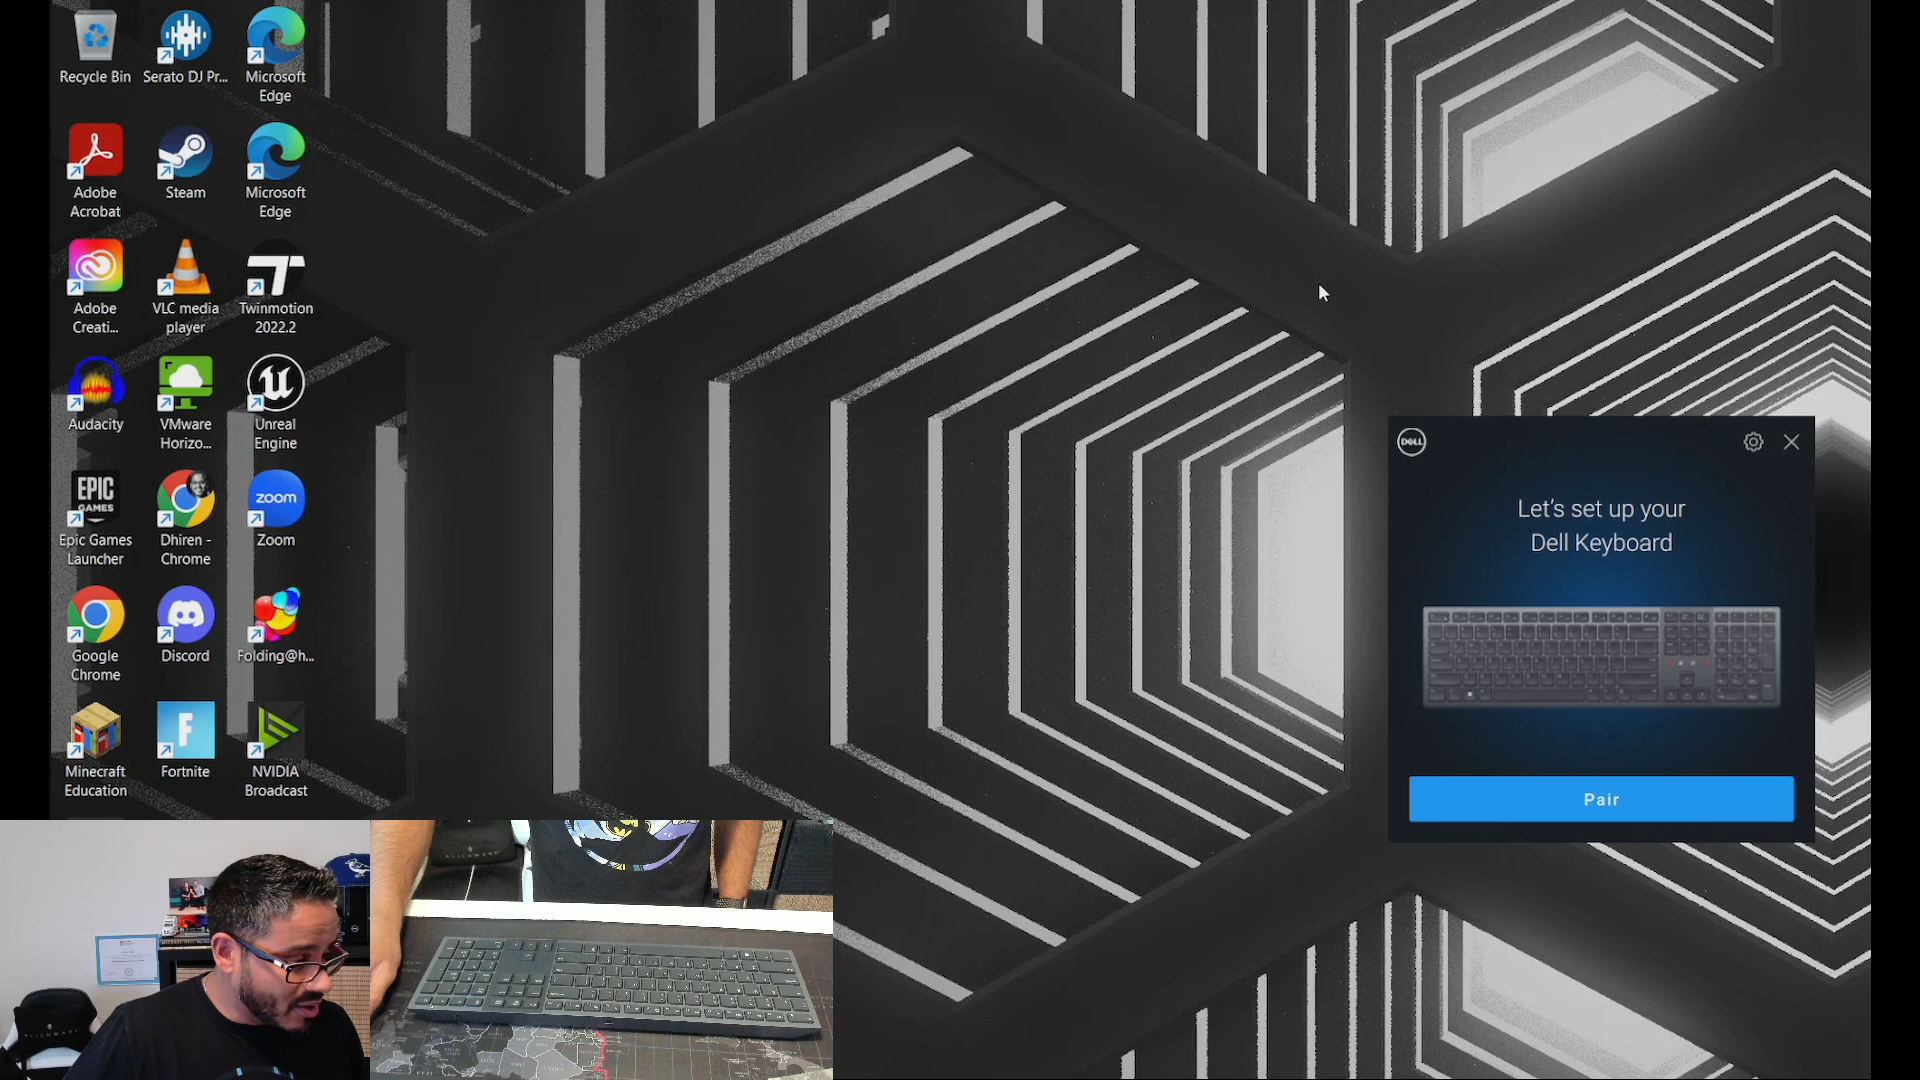 Recycle Bin
Serato DJ Pr...
Microsoft
Edge
Adobe
Acrobat
Steam
Microsoft
Edge
Adobe
Creati...
VLC media
player
Twinmotion
2022.2
Audacity
VMware
Horizo...
Unreal
Engine
EPIC
GAMES
zoom
Epic Games
Launcher
Dhiren -
Chrome
Zoom
Google
Chrome
Discord
Folding@h...
Minecraft
Education
Fortnite
NVIDIA
Broadcast
DELL
Let's set up your
Dell Keyboard
Pair
ALIENWARE
ALIENWARE